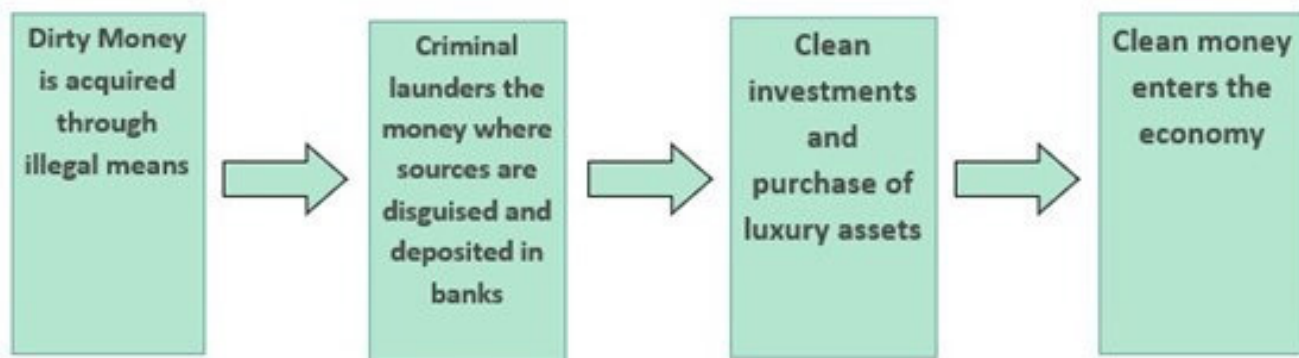 Dirty Money
is acquired
through
illegal means
Criminal
launders the
money where
sources are
disguised and
deposited in
banks
Clean
investments
and
purchase of
luxury assets
Clean money
enters the
economy